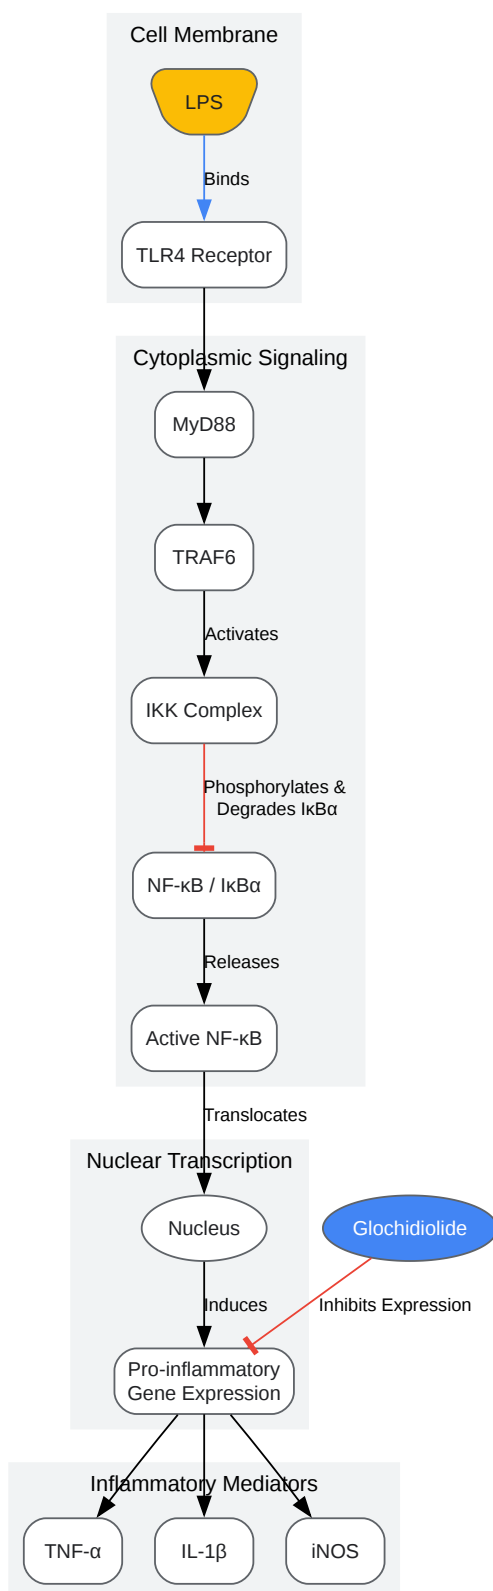 Cell Membrane
LPS
Binds
TLR4 Receptor
Cytoplasmic Signaling
MyD88
TRAF6
Activates
IKK Complex
Phosphorylates &
Degrades IκBα
NF-κB / IκBα
Releases
Active NF-κB
Translocates
Nuclear Transcription
Nucleus
Glochidiolide
Induces
Inhibits Expression
Pro-inflammatory
Gene Expression
Inflammatory Mediators
TNF-α
IL-1β
iNOS